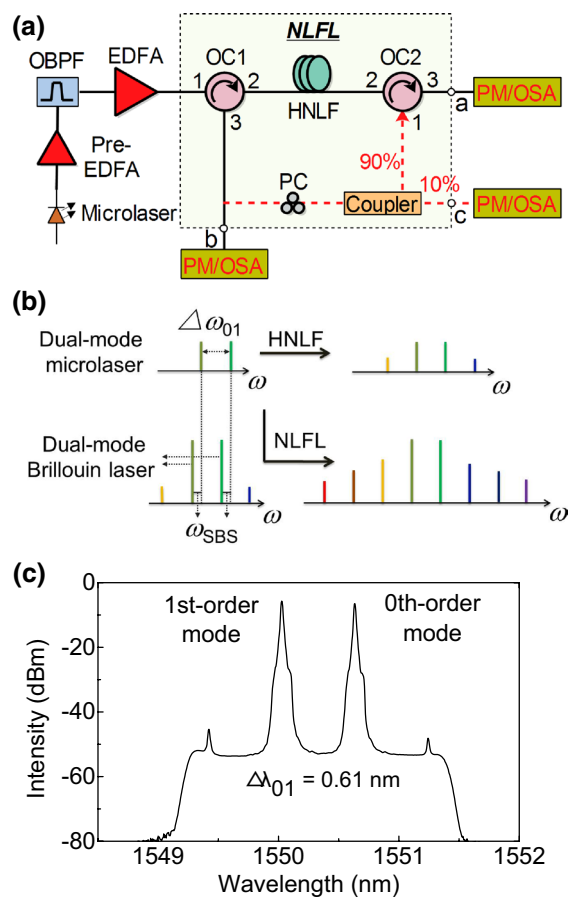 (a)
NLFL
OBPF
EDFA
OC1
OC2
1
2
3
HNLF
2
3
1
a
PM/OSA
Pre-
EDFA
90%
PC
10%
Microlaser
Coupler
c
PM/OSA
b
PM/OSA
(b)
△ω01
Dual-mode
microlaser
HNLF
ω
ω
Dual-mode
Brillouin laser
NLFL
ωSBS
ω
ω
(c)
0
-20
-40
-60
-80
Intensity (dBm)
1st-order
mode
0th-order
mode
△λ01 = 0.61 nm
1549
1550
1551
1552
Wavelength (nm)